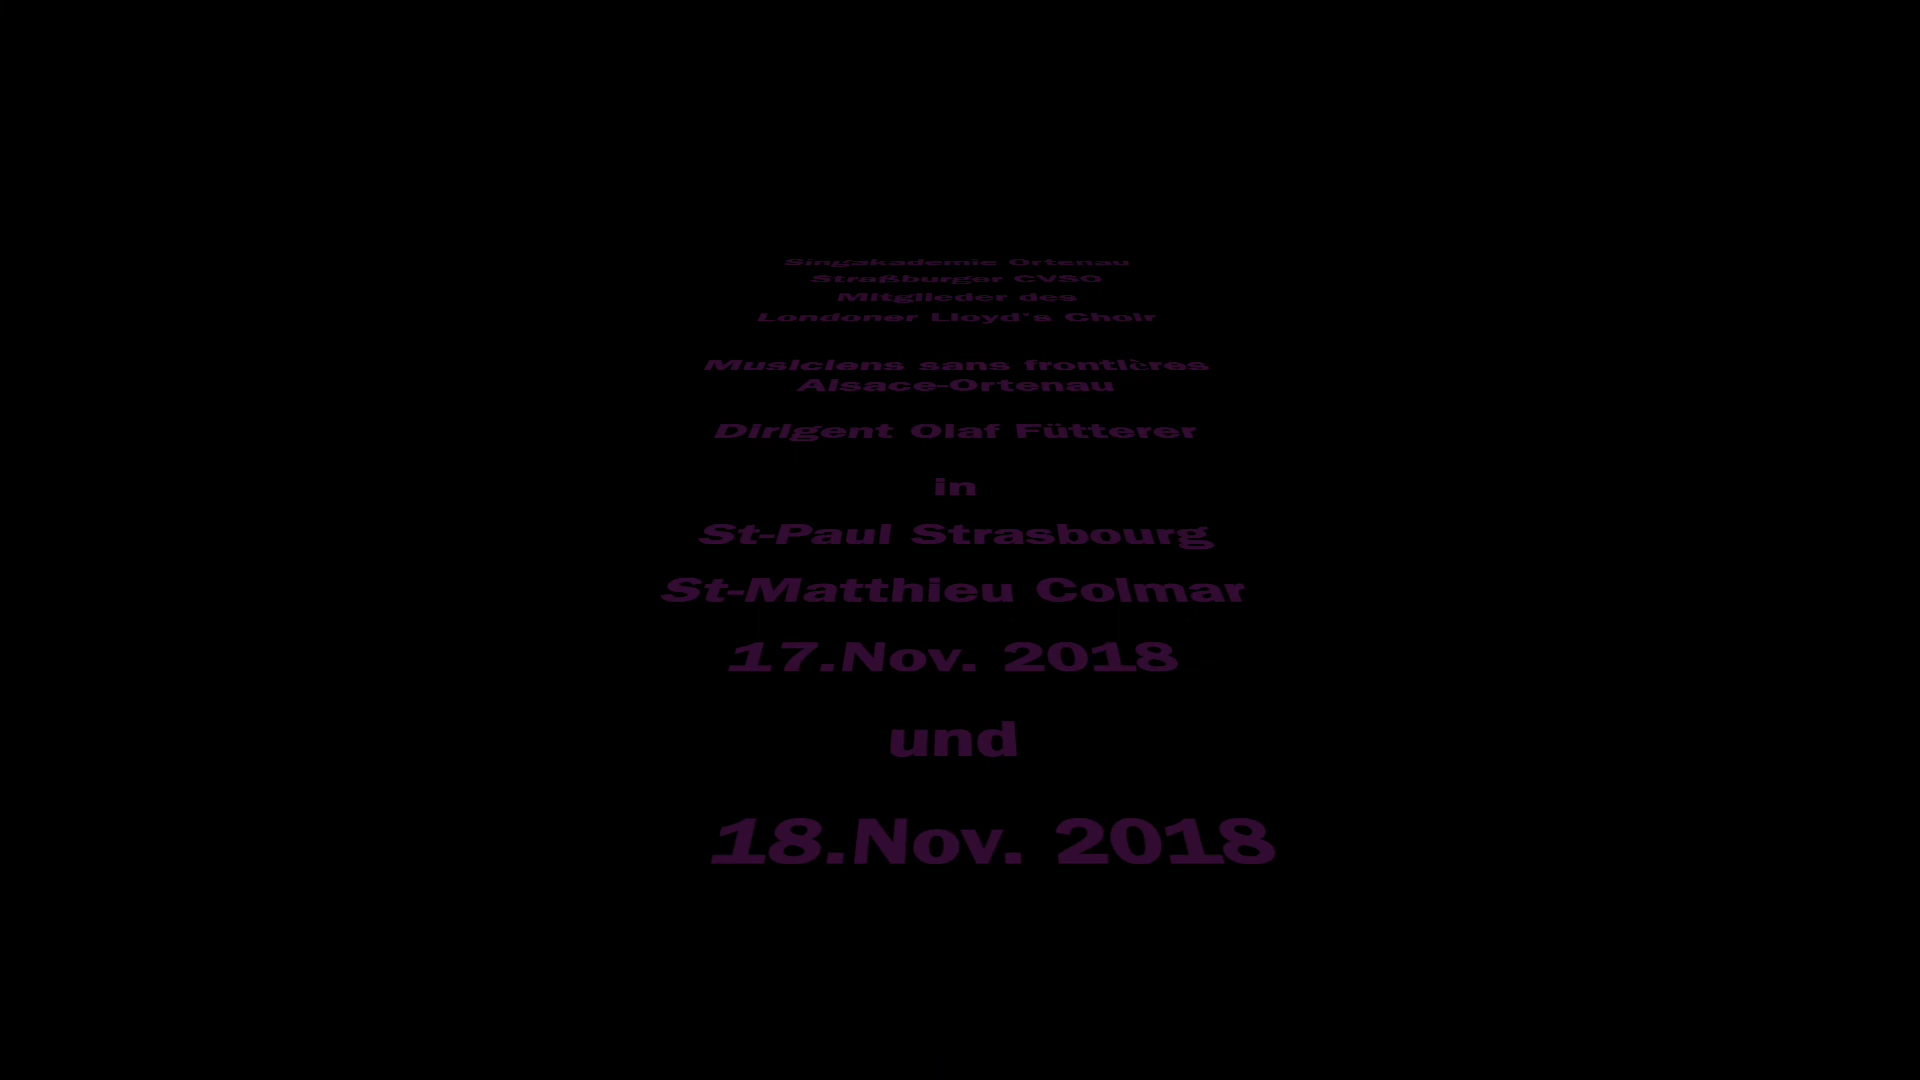 Singakademie Ortenau
Straßburger CVSO
Mitglieder des
Londoner Lloyd's Choir
Musiciens sans frontières
Alsace-Ortenau
Dirigent Olaf Fütterer
in
St-Paul Strasbourg
St-Matthieu Colmar
17.Nov. 2018
und
18.Nov. 2018